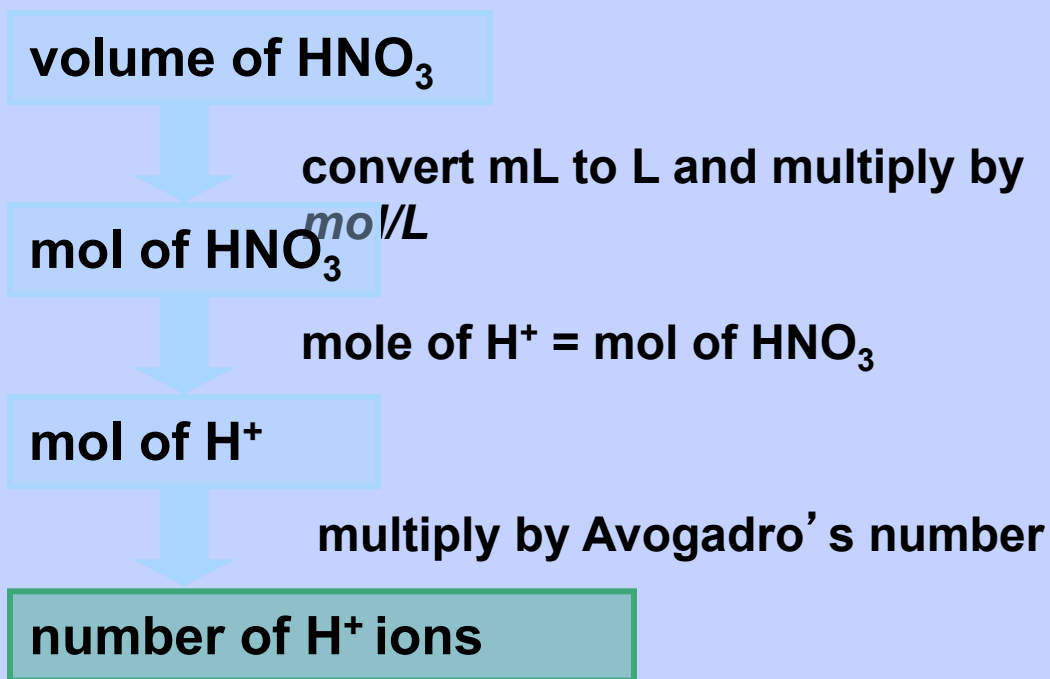 volume of HNO₃
convert mL to L and multiply by
mol/L
mol of HNO₃
mole of H⁺ = mol of HNO₃
mol of H⁺
multiply by Avogadro’s number
number of H⁺ ions